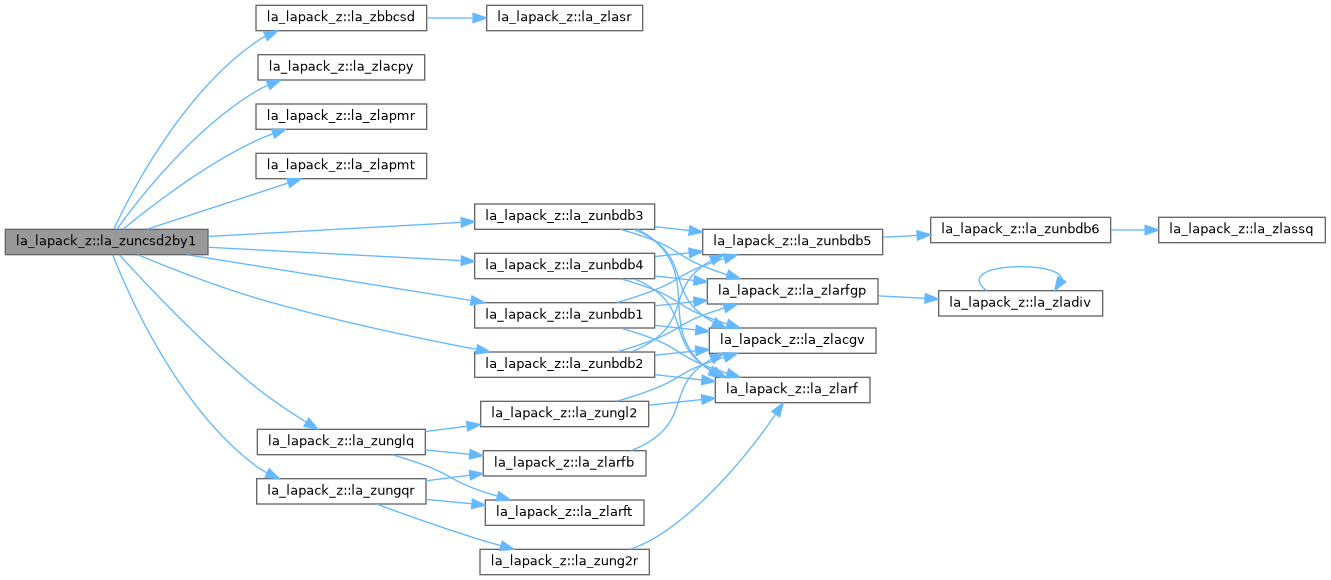 la_lapack_z::la_zuncsd2by1
la_lapack_z::la_zbbcsd
la_lapack_z::la_zlasr
la_lapack_z::la_zlacpy
la_lapack_z::la_zlapmr
la_lapack_z::la_zlapmt
la_lapack_z::la_zunbdb3
la_lapack_z::la_zunbdb4
la_lapack_z::la_zunbdb1
la_lapack_z::la_zunbdb2
la_lapack_z::la_zunglq
la_lapack_z::la_zungqr
la_lapack_z::la_zungl2
la_lapack_z::la_zlarfb
la_lapack_z::la_zlarft
la_lapack_z::la_zung2r
la_lapack_z::la_zunbdb5
la_lapack_z::la_zlarfgp
la_lapack_z::la_zlacgv
la_lapack_z::la_zlarf
la_lapack_z::la_zunbdb6
la_lapack_z::la_zladiv
la_lapack_z::la_zlassq